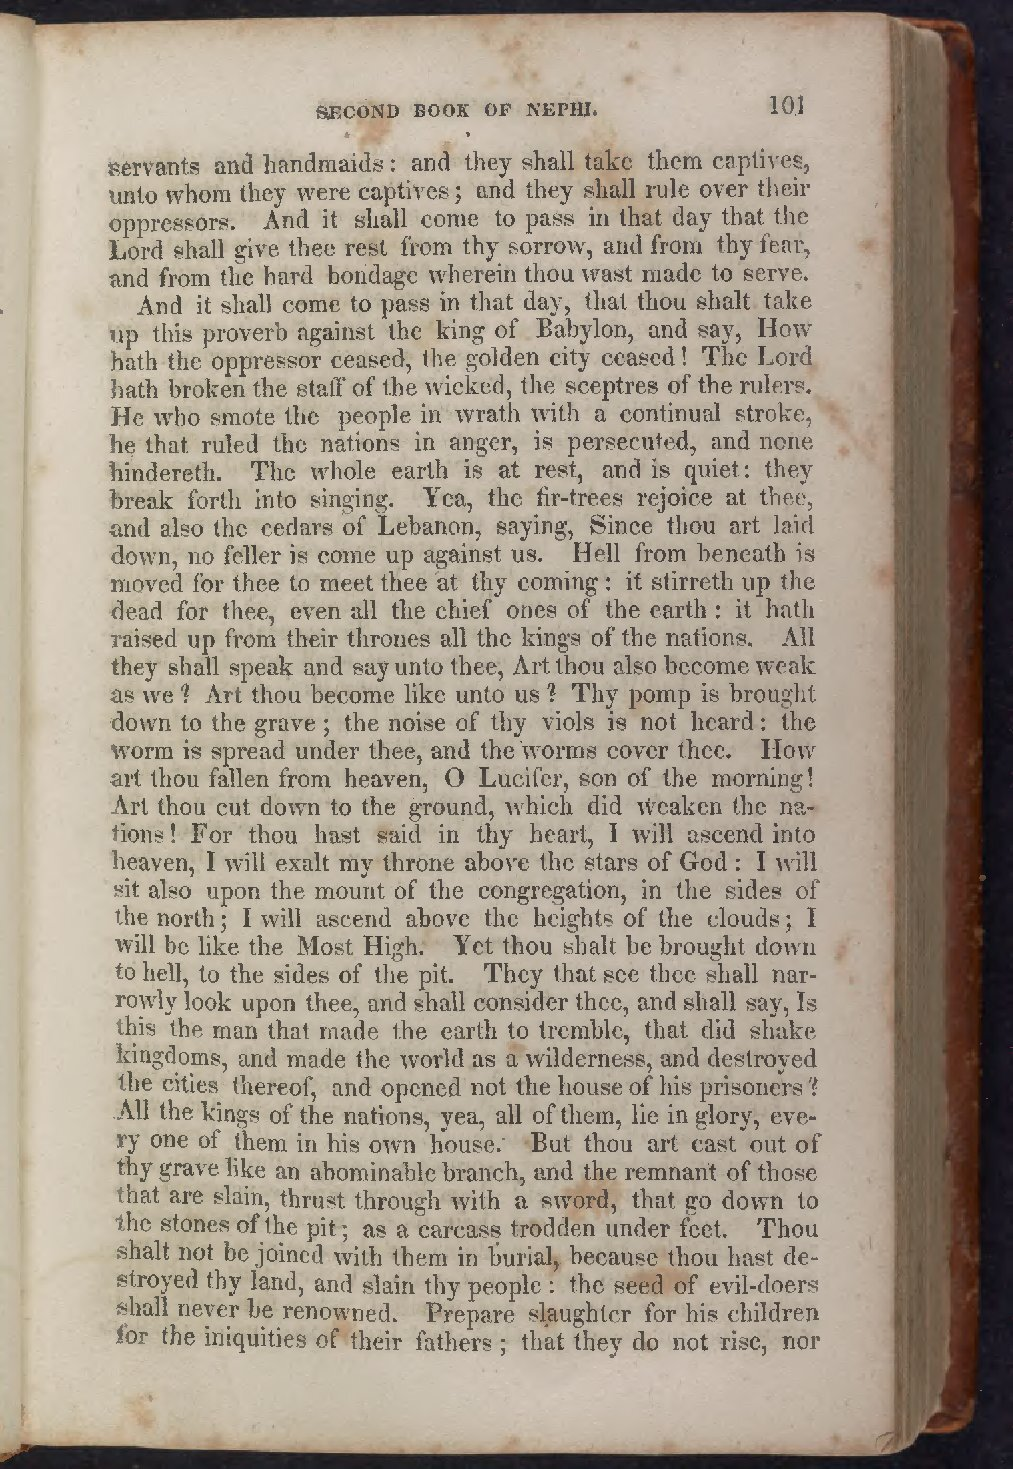 SECOND BOOK OF NEPHI. 101
servants and handmaids: and they shall take them captives,
unto whom they were captives; and they shall rule over their
oppressors. And it shall come to pass in that day that the
Lord shall give thee rest from thy sorrow, and from thy fear,
and from the hard bondage wherein thou wast made to serve.
And it shall come to pass in that day, that thou shalt take
up this proverb against the king of Babylon, and say, How
hath the oppressor ceased, the golden city ceased! The Lord
hath broken the staff of the wicked, the sceptres of the rulers.
He who smote the people in wrath with a continual stroke,
he that ruled the nations in anger, is persecuted, and none
hindereth. The whole earth is at rest, and is quiet: they
break forth into singing. Yea, the fir-trees rejoice at thee,
and also the cedars of Lebanon, saying, Since thou art laid
down, no feller is come up against us. Hell from beneath is
moved for thee to meet thee at thy coming: it stirreth up the
dead for thee, even all the chief ones of the earth: it hath
raised up from their thrones all the kings of the nations. All
they shall speak and say unto thee, Art thou also become weak
as we? Art thou become like unto us? Thy pomp is brought
down to the grave; the noise of thy viols is not heard: the
worm is spread under thee, and the worms cover thee. How
art thou fallen from heaven, O Lucifer, son of the morning!
Art thou cut down to the ground, which did weaken the na-
tions! For thou hast said in thy heart, I will ascend into
heaven, I will exalt my throne above the stars of God: I will
sit also upon the mount of the congregation, in the sides of
the north; I will ascend above the heights of the clouds; I
will be like the Most High. Yet thou shalt be brought down
to hell, to the sides of the pit. They that see thee shall nar-
rowly look upon thee, and shall consider thee, and shall say, Is
this the man that made the earth to tremble, that did shake
kingdoms, and made the world as a wilderness, and destroyed
the cities thereof, and opened not the house of his prisoners?
All the kings of the nations, yea, all of them, lie in glory, eve-
ry one of them in his own house. But thou art cast out of
thy grave like an abominable branch, and the remnant of those
that are slain, thrust through with a sword, that go down to
the stones of the pit; as a carcass trodden under feet. Thou
shalt not be joined with them in burial, because thou hast de-
stroyed thy land, and slain thy people: the seed of evil-doers
shall never be renowned. Prepare slaughter for his children
for the iniquities of their fathers; that they do not rise, nor